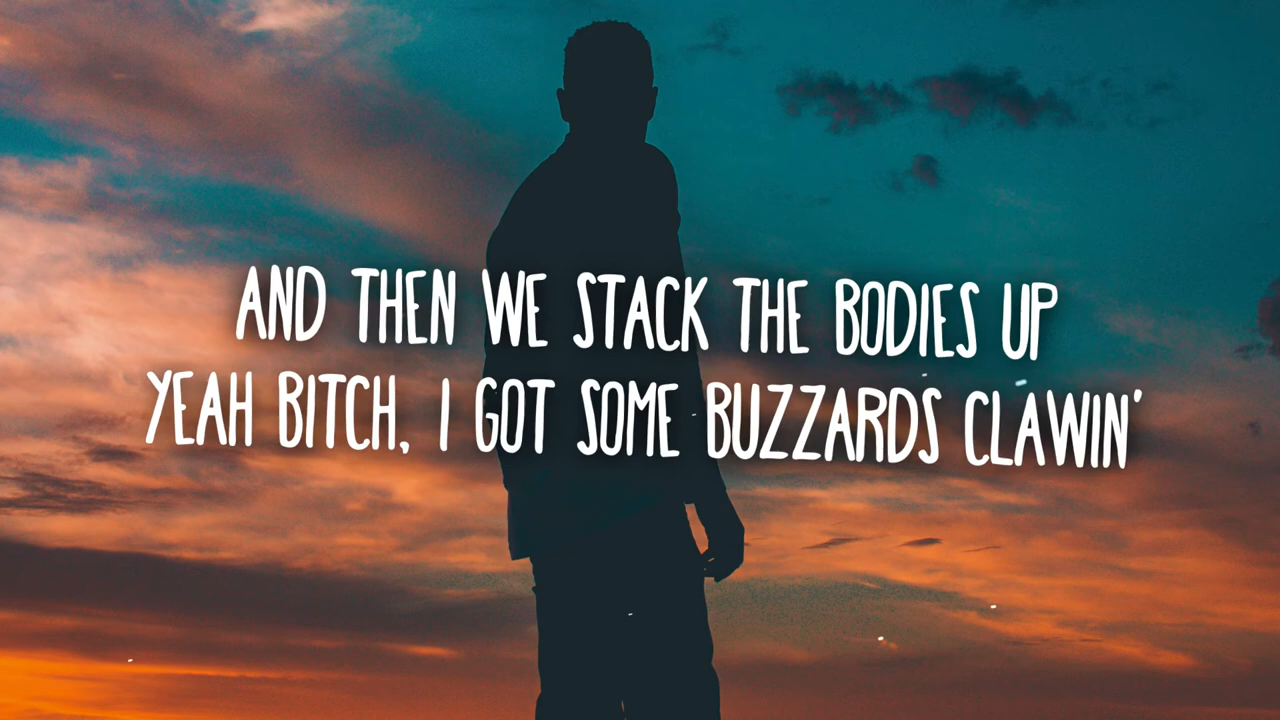 AND THEN WE STACK THE BODIES UP
YEAH BITCH, I GOT SOME BUZZARDS CLAWIN'